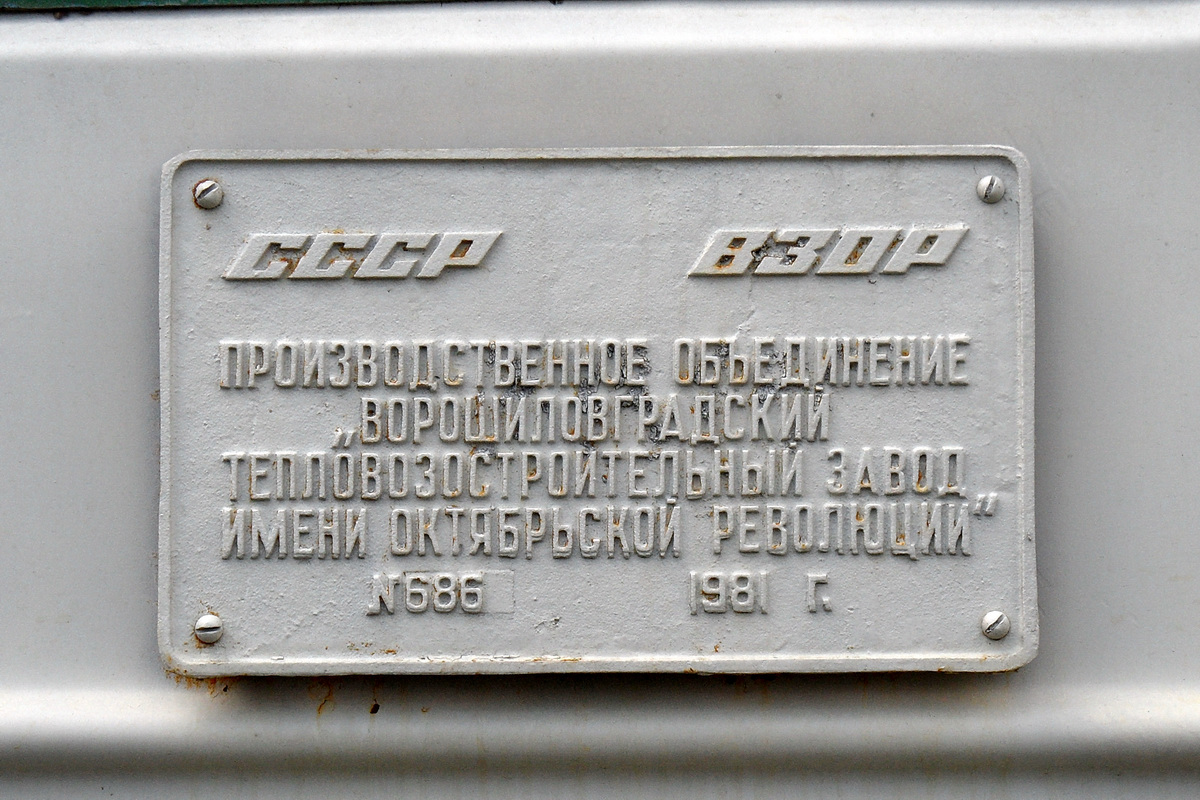 СССР ВЗОР
ПРОИЗВОДСТВЕННОЕ ОБЪЕДИНЕНИЕ
„ВОРОШИЛОВГРАДСКИЙ
ТЕПЛОВОЗОСТРОИТЕЛЬНЫЙ ЗАВОД
ИМЕНИ ОКТЯБРЬСКОЙ РЕВОЛЮЦИИ“
№686 1981 Г.